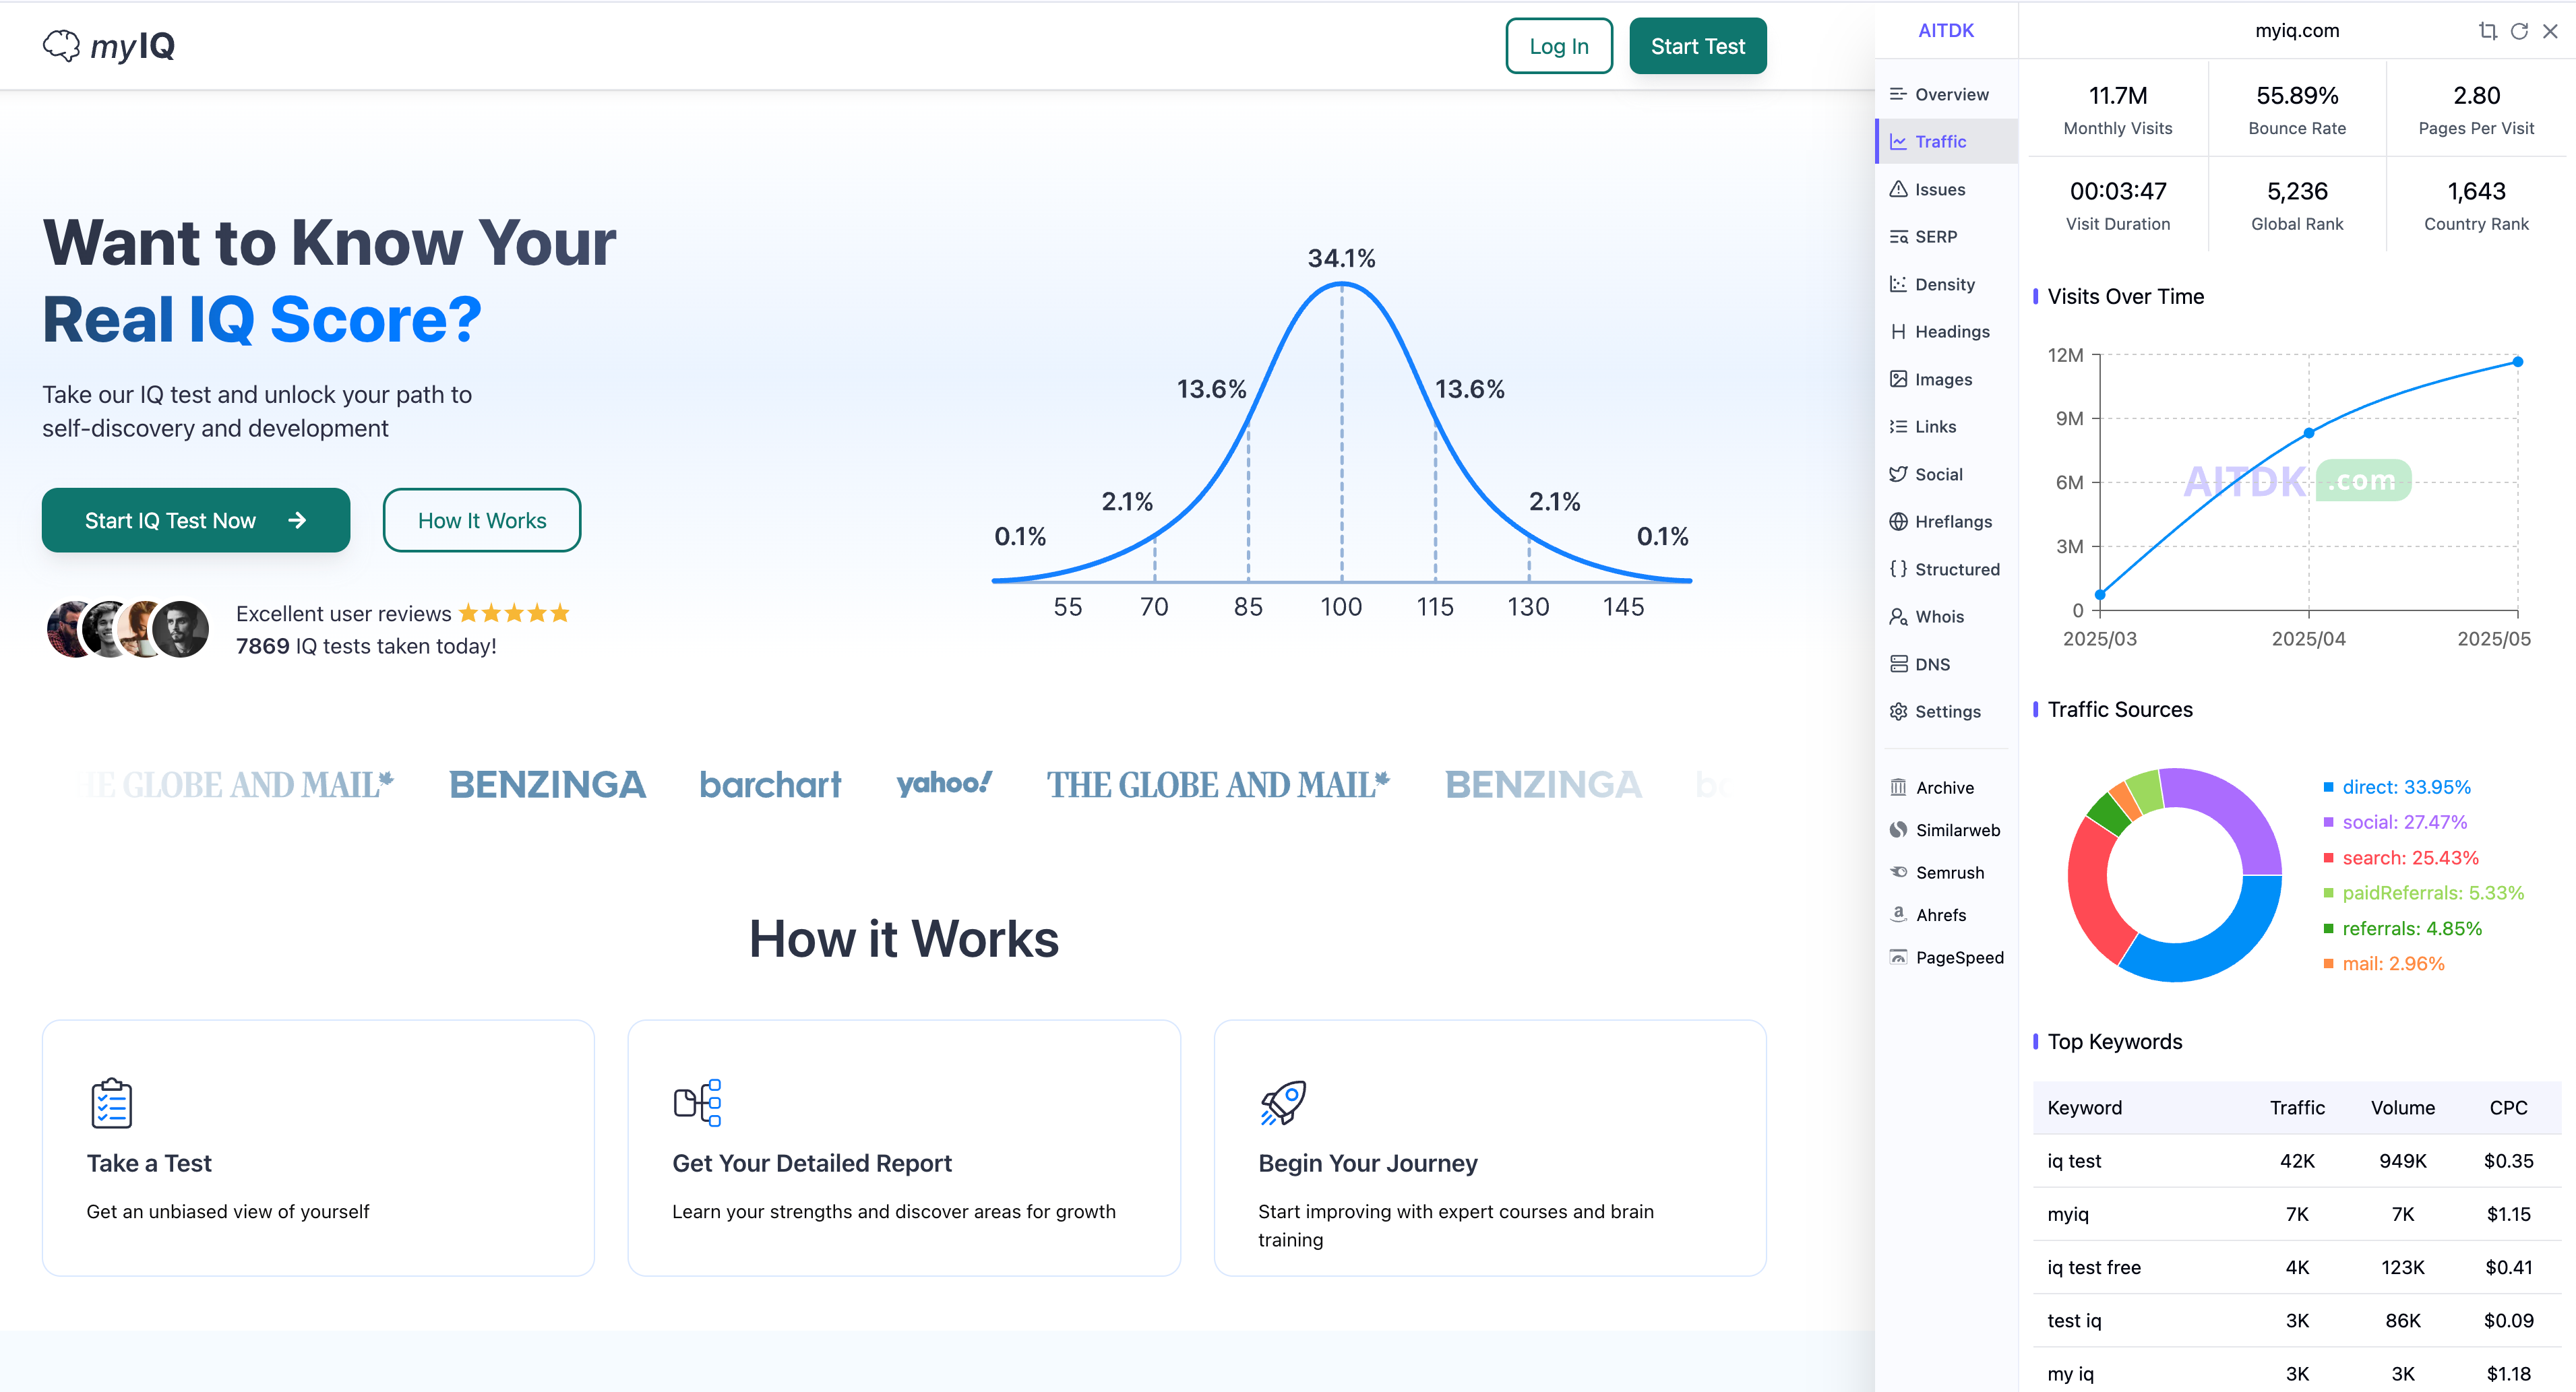 myIQ
Log In
Start Test
Want to Know Your
Real IQ Score?
Take our IQ test and unlock your path to
self-discovery and development
Start IQ Test Now
How It Works
Excellent user reviews
7869 IQ tests taken today!
34.1%
13.6%
13.6%
2.1%
2.1%
0.1%
0.1%
55 70 85 100 115 130 145
THE GLOBE AND MAIL BENZINGA barchart yahoo! THE GLOBE AND MAIL BENZINGA
How it Works
Take a Test
Get an unbiased view of yourself
Get Your Detailed Report
Learn your strengths and discover areas for growth
Begin Your Journey
Start improving with expert courses and brain
training
AITDK
Overview
Traffic
Issues
SERP
Density
Headings
Images
Links
Social
Hreflangs
Structured
Whois
DNS
Settings
Archive
Similarweb
Semrush
Ahrefs
PageSpeed
myiq.com
11.7M 55.89% 2.80
Monthly Visits Bounce Rate Pages Per Visit
00:03:47 5,236 1,643
Visit Duration Global Rank Country Rank
Visits Over Time
12M
9M
6M
3M
0
AITDK .com
2025/03 2025/04 2025/05
Traffic Sources
direct: 33.95%
social: 27.47%
search: 25.43%
paidReferrals: 5.33%
referrals: 4.85%
mail: 2.96%
Top Keywords
Keyword Traffic Volume CPC
iq test 42K 949K $0.35
myiq 7K 7K $1.15
iq test free 4K 123K $0.41
test iq 3K 86K $0.09
my iq 3K 3K $1.18